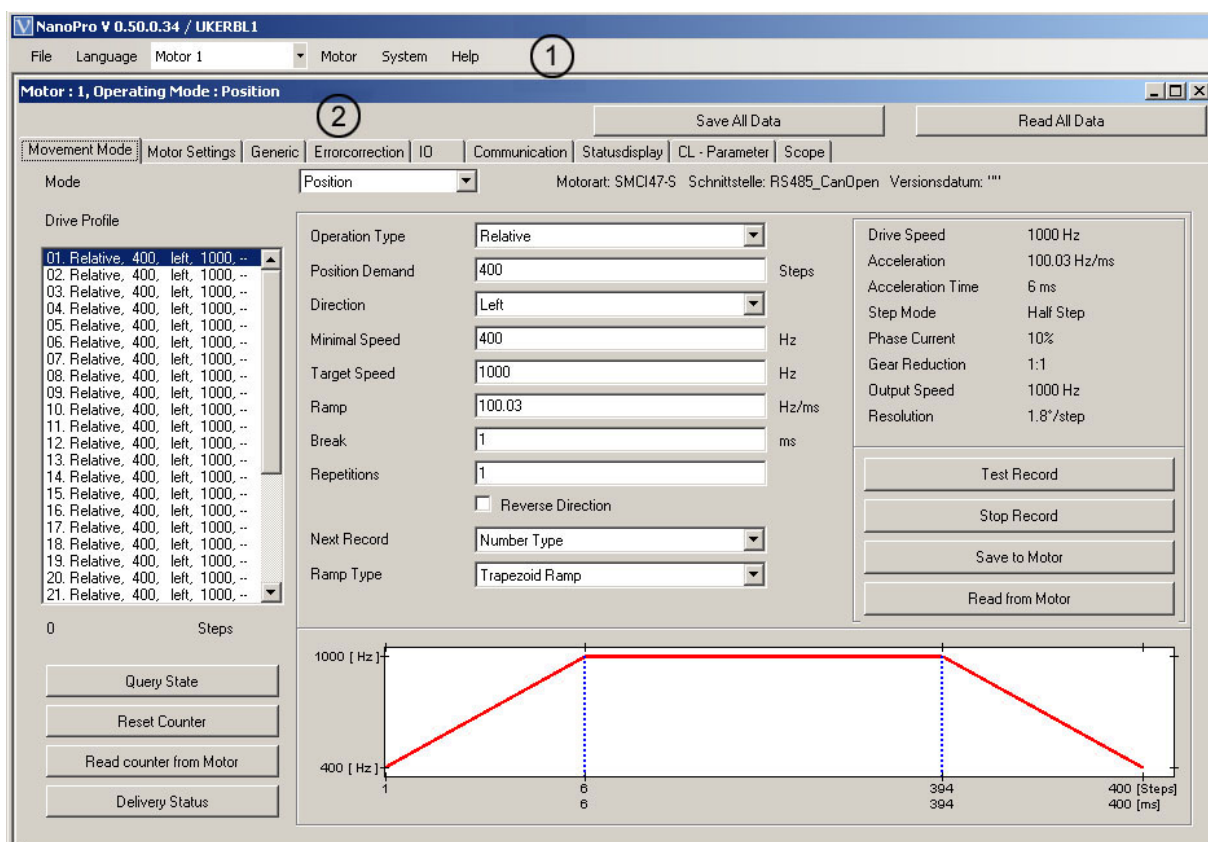 NanoPro V 0.50.0.34 / UKERBL1
File Language Motor 1 Motor System Help 1
Motor : 1, Operating Mode : Position
2
Save All Data Read All Data
Movement Mode Motor Settings Generic Errorcorrection IO Communication Statusdisplay CL - Parameter Scope
Mode Position Motorart: SMCI47-S Schnittstelle: RS485_CanOpen Versionsdatum: ""
Drive Profile
01. Relative, 400, left, 1000, --
02. Relative, 400, left, 1000, --
03. Relative, 400, left, 1000, --
04. Relative, 400, left, 1000, --
05. Relative, 400, left, 1000, --
06. Relative, 400, left, 1000, --
07. Relative, 400, left, 1000, --
08. Relative, 400, left, 1000, --
09. Relative, 400, left, 1000, --
10. Relative, 400, left, 1000, --
11. Relative, 400, left, 1000, --
12. Relative, 400, left, 1000, --
13. Relative, 400, left, 1000, --
14. Relative, 400, left, 1000, --
15. Relative, 400, left, 1000, --
16. Relative, 400, left, 1000, --
17. Relative, 400, left, 1000, --
18. Relative, 400, left, 1000, --
19. Relative, 400, left, 1000, --
20. Relative, 400, left, 1000, --
21. Relative, 400, left, 1000, --
0 Steps
Query State
Reset Counter
Read counter from Motor
Delivery Status
Operation Type Relative
Position Demand 400 Steps
Direction Left
Minimal Speed 400 Hz
Target Speed 1000 Hz
Ramp 100.03 Hz/ms
Break 1 ms
Repetitions 1
Reverse Direction
Next Record Number Type
Ramp Type Trapezoid Ramp
Drive Speed 1000 Hz
Acceleration 100.03 Hz/ms
Acceleration Time 6 ms
Step Mode Half Step
Phase Current 10%
Gear Reduction 1:1
Output Speed 1000 Hz
Resolution 1.8°/step
Test Record
Stop Record
Save to Motor
Read from Motor
1000 [ Hz ]
400 [ Hz ]
1 6 394 400 [Steps]
6 394 400 [ms]